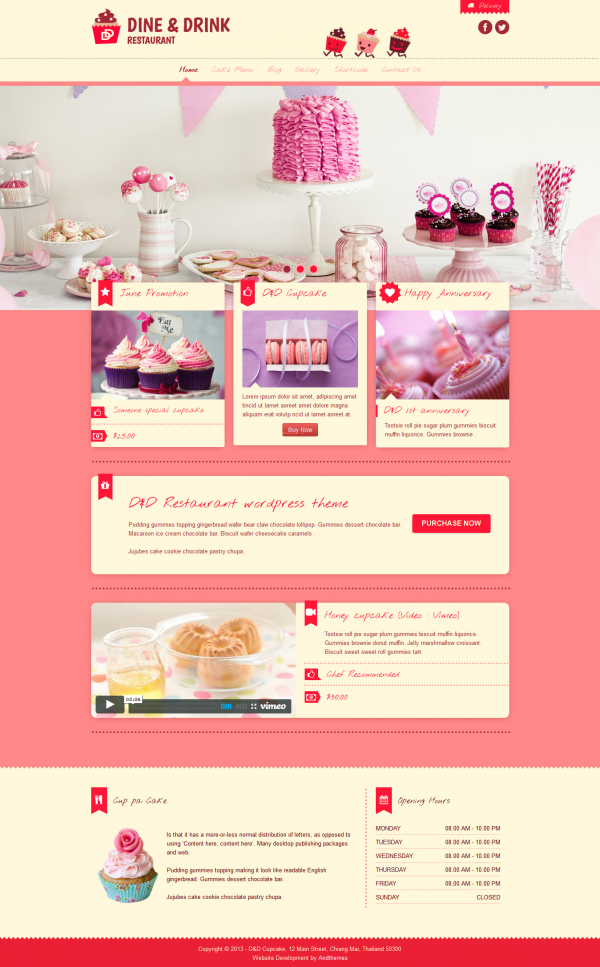 Delivery
DINE & DRINK
RESTAURANT
Home Cake Menu Blog Gallery Shortcode Contact Us
June Promotion
Eat Me
Someone special cupcake
$25.00
D&D Cupcake
Lorem ipsum dolor sit amet, adipiscing amet
tincid ut lamet aoreet amet dolore magna
aliquam erat volutp ncid ut lamet aoreet at.
Buy Now
Happy Anniversary
D&D 1st anniversary
Tootsie roll pie sugar plum gummies biscuit
muffin liquorice. Gummies brownie .
D&D Restaurant wordpress theme
Pudding gummies topping gingerbread wafer bear claw chocolate lollipop. Gummies dessert chocolate bar.
Macaroon ice cream chocolate bar. Biscuit wafer cheesecake caramels .
Jujubes cake cookie chocolate pastry chupa.
PURCHASE NOW
03:06
HD
vimeo
Honey cupcake (Video : Vimeo)
Tootsie roll pie sugar plum gummies biscuit muffin liquorice.
Gummies brownie donut muffin. Jelly marshmallow croissant.
Biscuit sweet sweet roll gummies tart.
Chef Recommended
$30.00
Cup pa Cake
Is that it has a more-or-less normal distribution of letters, as opposed to
using 'Content here, content here'. Many desktop publishing packages
and web.
Pudding gummies topping making it look like readable English
gingerbread. Gummies dessert chocolate bar.
Jujubes cake cookie chocolate pastry chupa.
Opening Hours
MONDAY 08.00 AM - 10.00 PM
TUESDAY 08.00 AM - 10.00 PM
WEDNESDAY 08.00 AM - 10.00 PM
THURSDAY 08.00 AM - 10.00 PM
FRIDAY 08.00 AM - 10.00 PM
SUNDAY CLOSED
Copyright © 2013 - D&D Cupcake, 12 Main Street, Chiang Mai, Thailand 50300
Website Development by Andthemes